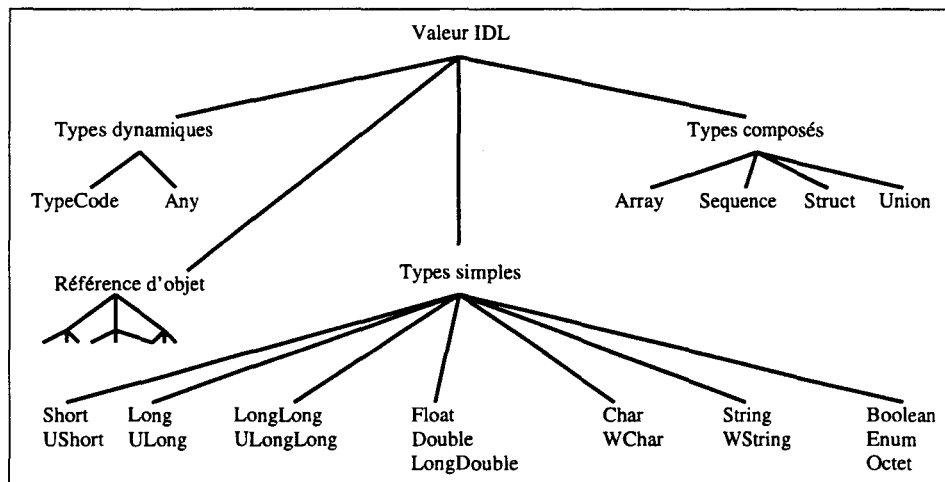 Valeur IDL
Types dynamiques
Types composés
TypeCode Any
Array Sequence Struct Union
Référence d'objet
Types simples
Short Long LongLong Float Char String Boolean
UShort ULong ULongLong Double WChar WString Enum
LongDouble Octet